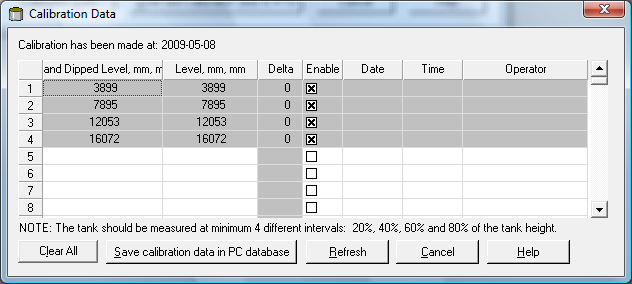 Calibration Data
Calibration has been made at: 2009-05-08
and Dipped Level, mm, m Level, mm, mm Delta Enable Date Time Operator
1 3899 3899 0
2 7895 7895 0
3 12053 12053 0
4 16072 16072 0
5
6
7
8
NOTE: The tank should be measured at minimum 4 different intervals: 20%, 40%, 60% and 80% of the tank height.
Clear All Save calibration data in PC database Refresh Cancel Help